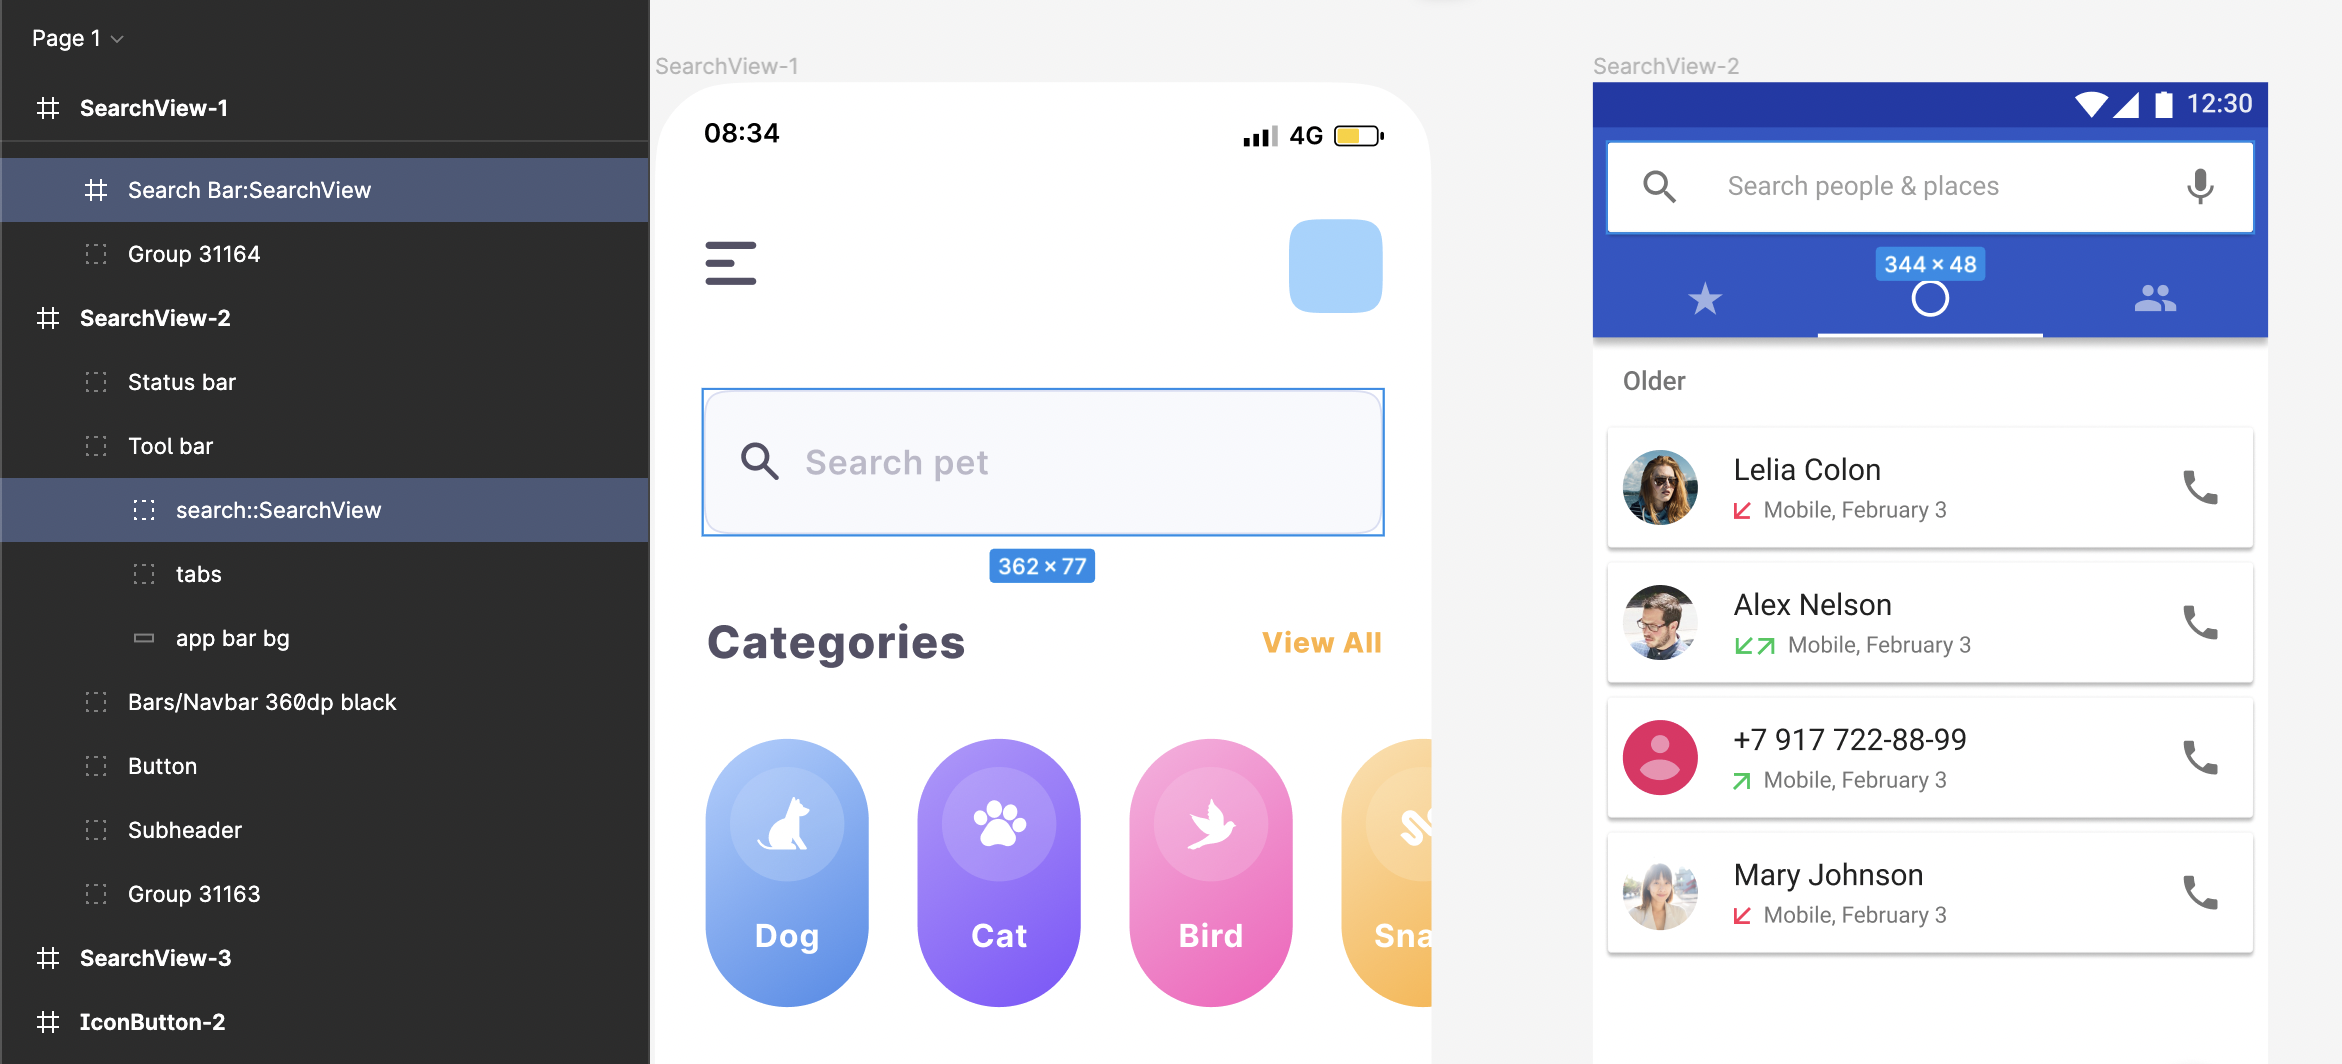 Page 1
SearchView-1
Search Bar:SearchView
Group 31164
SearchView-2
Status bar
Tool bar
search::SearchView
tabs
app bar bg
Bars/Navbar 360dp black
Button
Subheader
Group 31163
SearchView-3
IconButton-2
SearchView-1
08:34
4G
Search pet
362 × 77
Categories
View All
Dog
Cat
Bird
Sna
SearchView-2
12:30
Search people & places
344 × 48
Older
Lelia Colon
Mobile, February 3
Alex Nelson
Mobile, February 3
+7 917 722-88-99
Mobile, February 3
Mary Johnson
Mobile, February 3